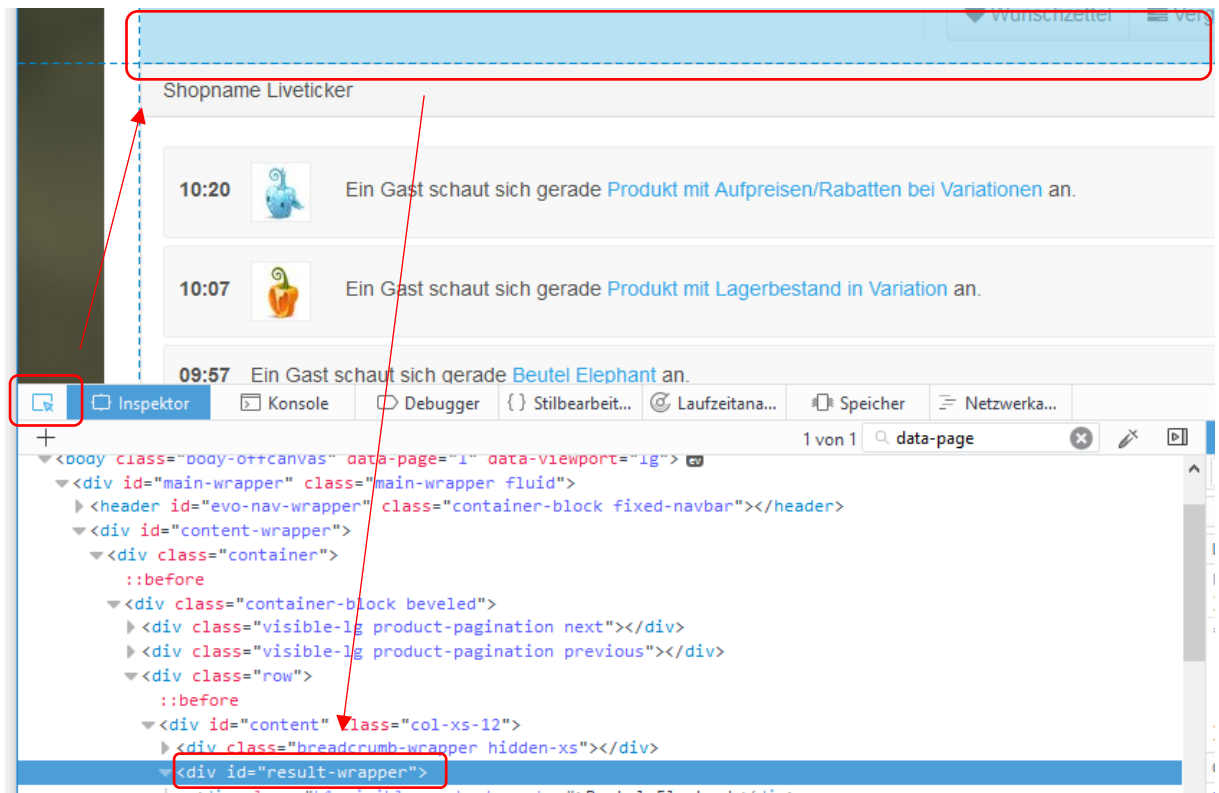 Wunschzettel Verg
Shopname Liveticker
10:20 Ein Gast schaut sich gerade Produkt mit Aufpreisen/Rabatten bei Variationen an.
10:07 Ein Gast schaut sich gerade Produkt mit Lagerbestand in Variation an.
09:57 Ein Gast schaut sich gerade Beutel Elephant an.
Inspektor Konsole Debugger { } Stilbearbeit... Laufzeitana... Speicher Netzwerka...
+ 1 von 1 data-page
<body class="body-offcanvas" data-page="1" data-viewport="lg"> ev
<div id="main-wrapper" class="main-wrapper fluid">
<header id="evo-nav-wrapper" class="container-block fixed-navbar"></header>
<div id="content-wrapper">
<div class="container">
::before
<div class="container-block beveled">
<div class="visible-lg product-pagination next"></div>
<div class="visible-lg product-pagination previous"></div>
<div class="row">
::before
<div id="content" class="col-xs-12">
<div class="breadcrumb-wrapper hidden-xs"></div>
<div id="result-wrapper">